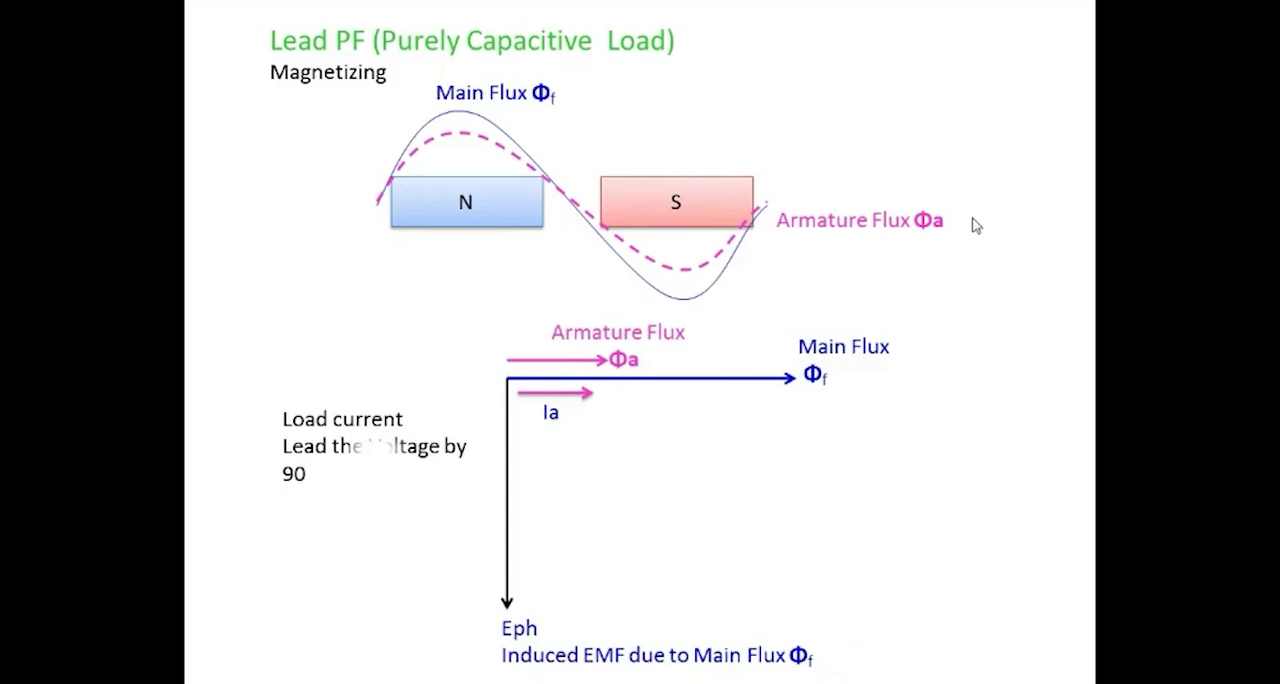 Lead PF (Purely Capacitive Load)
Magnetizing
Main Flux Φf
N
S
Armature Flux Φa
Armature Flux
Φa
Main Flux
Φf
Ia
Load current
Lead the by
90
Eph
Induced EMF due to Main Flux Φf